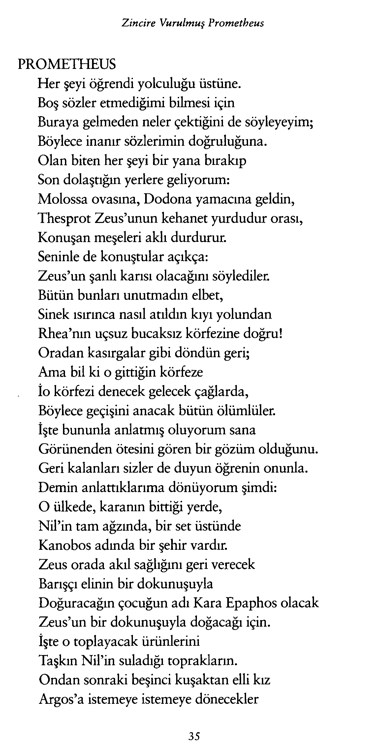 Zincire Vurulmuş Prometheus
PROMETHEUS
Her şeyi öğrendi yolculuğu üstüne.
Boş sözler etmediğimi bilmesi için
Buraya gelmeden neler çektiğini de söyleyeyim;
Böylece inanır sözlerimin doğruluğuna.
Olan biten her şeyi bir yana bırakıp
Son dolaştığın yerlere geliyorum:
Molossa ovasına, Dodona yamacına geldin,
Thesprot Zeus'unun kehanet yurdudur orası,
Konuşan meşeleri aklı durdurur.
Seninle de konuştular açıkça:
Zeus'un şanlı karısı olacağını söylediler.
Bütün bunları unutmadın elbet,
Sinek ısırınca nasıl atıldın kıyı yolundan
Rhea'nın uçsuz bucaksız körfezine doğru!
Oradan kasırgalar gibi döndün geri;
Ama bil ki o gittiğin körfeze
İo körfezi denecek gelecek çağlarda,
Böylece geçişini anacak bütün ölümlüler.
İşte bununla anlatmış oluyorum sana
Görünenden ötesini gören bir gözüm olduğunu.
Geri kalanları sizler de duyun öğrenin onunla.
Demin anlattıklarıma dönüyorum şimdi:
O ülkede, karanın bittiği yerde,
Nil'in tam ağzında, bir set üstünde
Kanobos adında bir şehir vardır.
Zeus orada akıl sağlığını geri verecek
Barışçı elinin bir dokunuşuyla
Doğuracağın çocuğun adı Kara Epaphos olacak
Zeus'un bir dokunuşuyla doğacağı için.
İşte o toplayacak ürünlerini
Taşkın Nil'in suladığı toprakların.
Ondan sonraki beşinci kuşaktan elli kız
Argos'a istemeye istemeye dönecekler
35